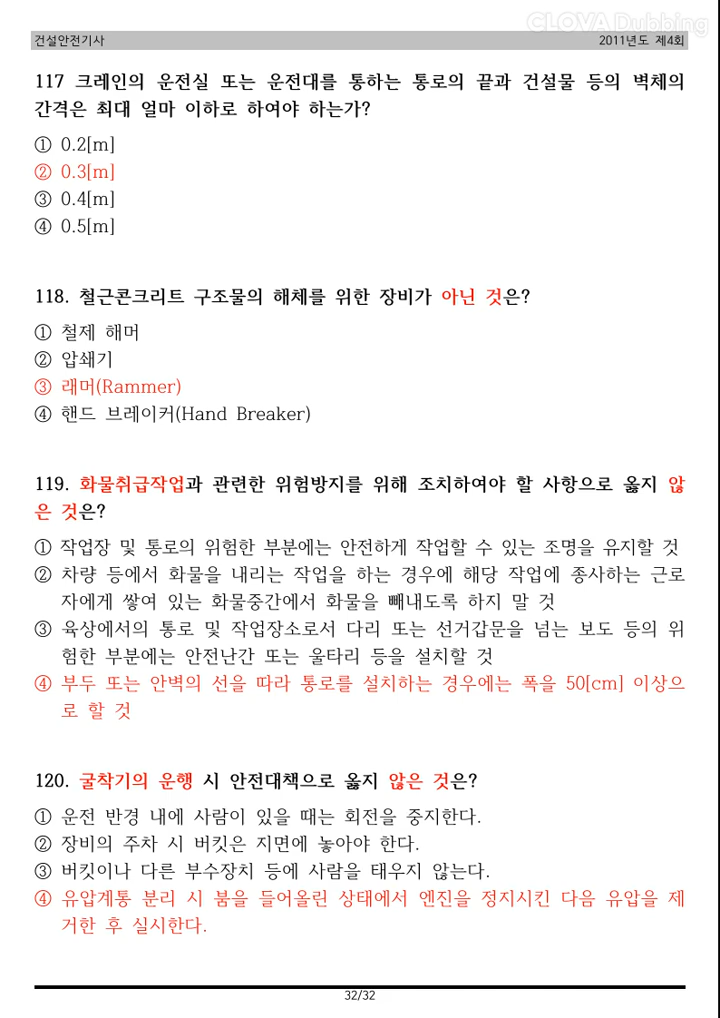 CLOVA Dubbing
건설안전기사 2011년도 제4회
117 크레인의 운전실 또는 운전대를 통하는 통로의 끝과 건설물 등의 벽체의
간격은 최대 얼마 이하로 하여야 하는가?
① 0.2[m]
② 0.3[m]
③ 0.4[m]
④ 0.5[m]
118. 철근콘크리트 구조물의 해체를 위한 장비가 아닌 것은?
① 철제 해머
② 압쇄기
③ 래머(Rammer)
④ 핸드 브레이커(Hand Breaker)
119. 화물취급작업과 관련한 위험방지를 위해 조치하여야 할 사항으로 옳지 않
은 것은?
① 작업장 및 통로의 위험한 부분에는 안전하게 작업할 수 있는 조명을 유지할 것
② 차량 등에서 화물을 내리는 작업을 하는 경우에 해당 작업에 종사하는 근로
자에게 쌓여 있는 화물중간에서 화물을 빼내도록 하지 말 것
③ 육상에서의 통로 및 작업장소로서 다리 또는 선거갑문을 넘는 보도 등의 위
험한 부분에는 안전난간 또는 울타리 등을 설치할 것
④ 부두 또는 안벽의 선을 따라 통로를 설치하는 경우에는 폭을 50[cm] 이상으
로 할 것
120. 굴착기의 운행 시 안전대책으로 옳지 않은 것은?
① 운전 반경 내에 사람이 있을 때는 회전을 중지한다.
② 장비의 주차 시 버킷은 지면에 놓아야 한다.
③ 버킷이나 다른 부수장치 등에 사람을 태우지 않는다.
④ 유압계통 분리 시 붐을 들어올린 상태에서 엔진을 정지시킨 다음 유압을 제
거한 후 실시한다.
32/32